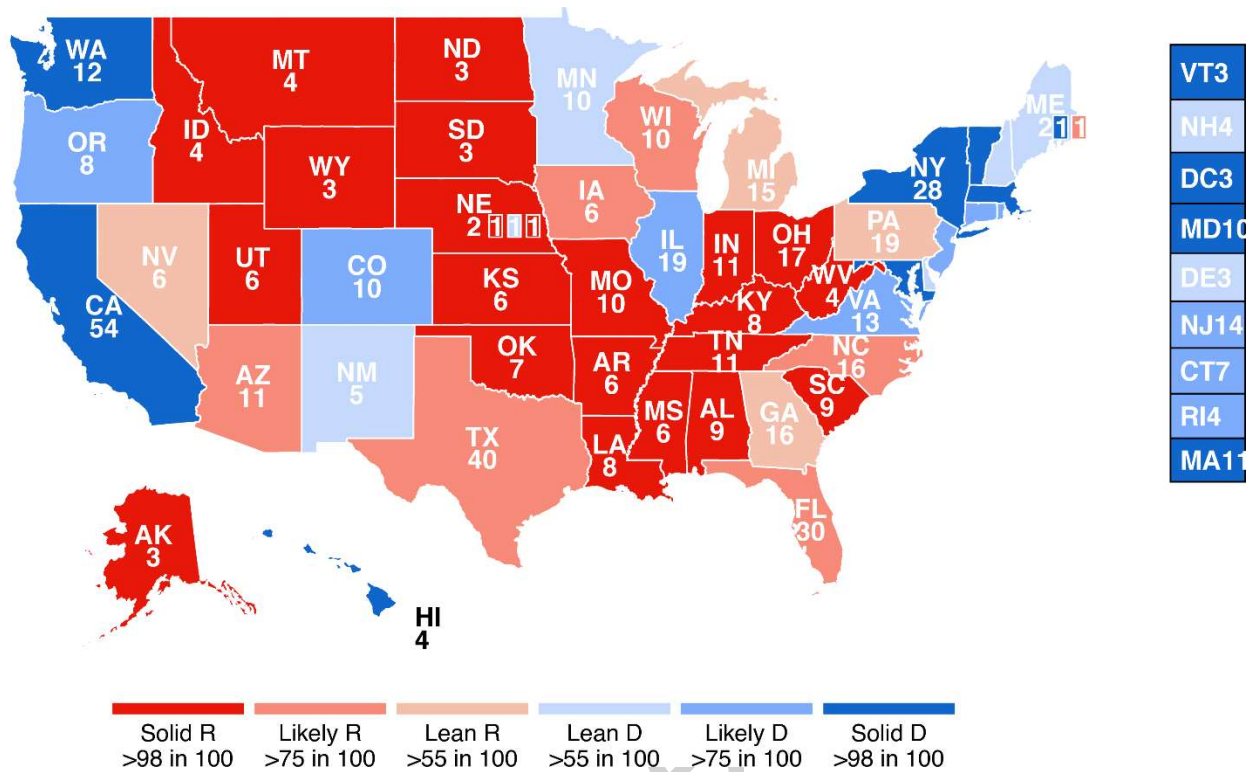 WA
12
MT
4
ND
3
MN
10
ME
2 1 1
OR
8
ID
4
SD
3
WI
10
NY
28
WY
3
MI
15
IA
6
NE
2 1 1 1
PA
19
NV
6
UT
6
CO
10
IL
19
IN
11
OH
17
WV
4
VA
13
CA
54
KS
6
MO
10
KY
8
NC
16
TN
11
OK
7
AR
6
AZ
11
NM
5
SC
9
MS
6
AL
9
GA
16
TX
40
LA
8
FL
30
AK
3
HI
4
VT3
NH4
DC3
MD10
DE3
NJ14
CT7
RI4
MA11
Solid R
>98 in 100
Likely R
>75 in 100
Lean R
>55 in 100
Lean D
>55 in 100
Likely D
>75 in 100
Solid D
>98 in 100